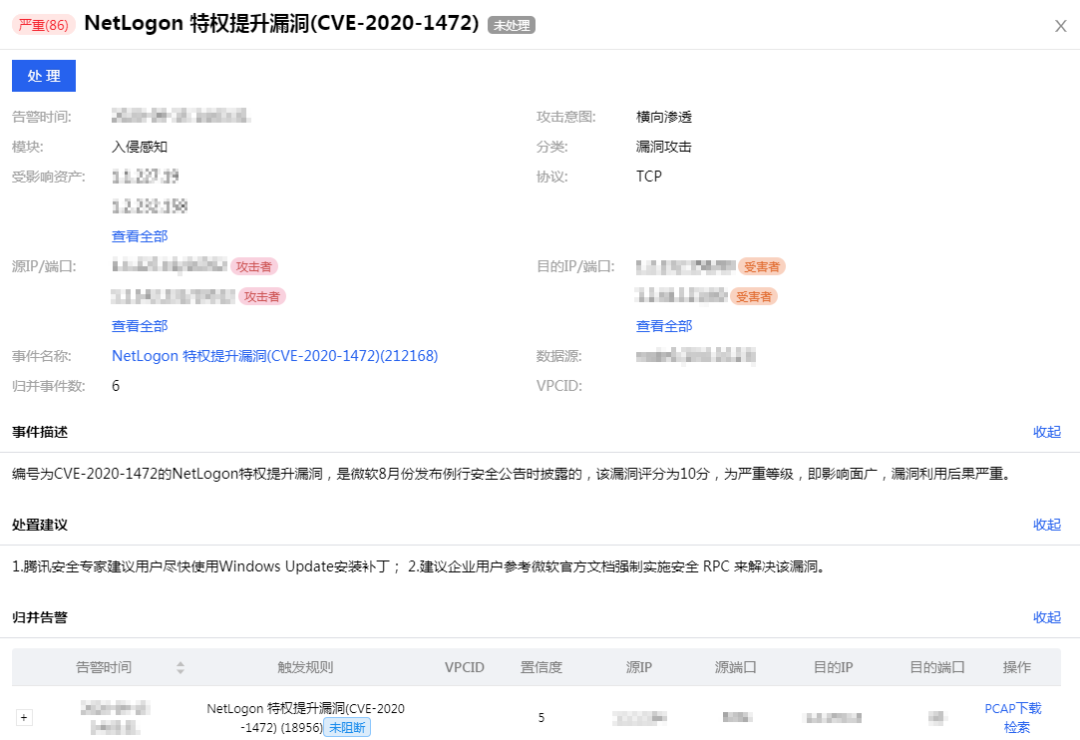 严重(86) NetLogon 特权提升漏洞(CVE-2020-1472) 未处理
处 理
告警时间: 攻击意图: 横向渗透
模块: 入侵感知 分类: 漏洞攻击
受影响资产: 协议: TCP
查看全部
源IP/端口: 攻击者 目的IP/端口: 受害者
攻击者 受害者
查看全部 查看全部
事件名称: NetLogon 特权提升漏洞(CVE-2020-1472)(212168) 数据源:
归并事件数: 6 VPCID:
事件描述 收起
编号为CVE-2020-1472的NetLogon特权提升漏洞，是微软8月份发布例行安全公告时披露的，该漏洞评分为10分，为严重等级，即影响面广，漏洞利用后果严重。
处置建议 收起
1.腾讯安全专家建议用户尽快使用Windows Update安装补丁； 2.建议企业用户参考微软官方文档强制实施安全 RPC 来解决该漏洞。
归并告警 收起
告警时间 触发规则 VPCID 置信度 源IP 源端口 目的IP 目的端口 操作
NetLogon 特权提升漏洞(CVE-2020
-1472) (18956) 未阻断 5 PCAP下载
检索